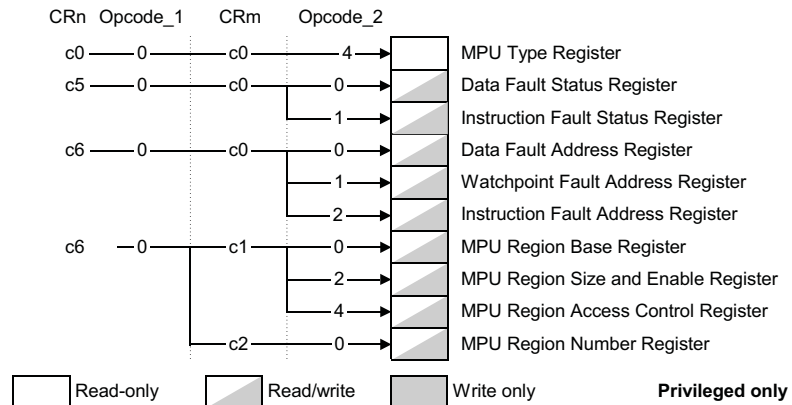 CRn Opcode_1 CRm Opcode_2
c0 0 c0 4 MPU Type Register
c5 0 c0 0 Data Fault Status Register
1 Instruction Fault Status Register
c6 0 c0 0 Data Fault Address Register
1 Watchpoint Fault Address Register
2 Instruction Fault Address Register
c6 0 c1 0 MPU Region Base Register
2 MPU Region Size and Enable Register
4 MPU Region Access Control Register
c2 0 MPU Region Number Register
Read-only Read/write Write only Privileged only